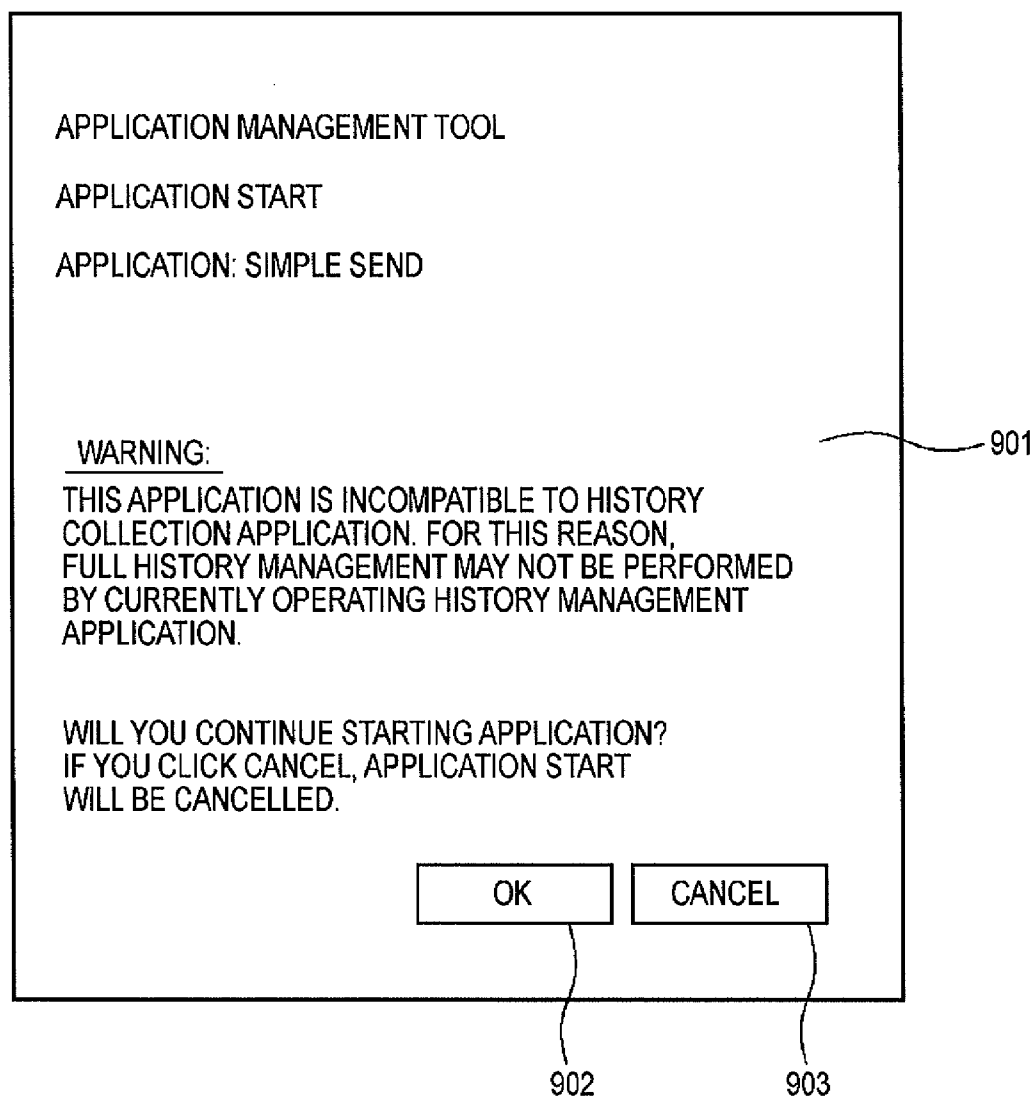 APPLICATION MANAGEMENT TOOL
APPLICATION START
APPLICATION: SIMPLE SEND
901
WARNING:
THIS APPLICATION IS INCOMPATIBLE TO HISTORY
COLLECTION APPLICATION. FOR THIS REASON,
FULL HISTORY MANAGEMENT MAY NOT BE PERFORMED
BY CURRENTLY OPERATING HISTORY MANAGEMENT
APPLICATION.
WILL YOU CONTINUE STARTING APPLICATION?
IF YOU CLICK CANCEL, APPLICATION START
WILL BE CANCELLED.
OK CANCEL
902 903